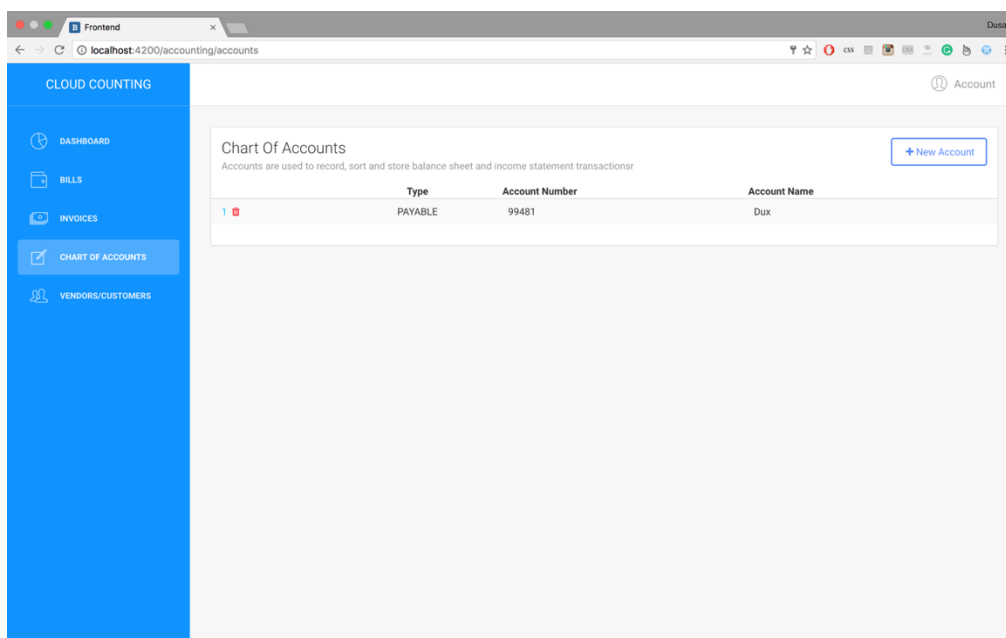 B Frontend
Dusa
localhost:4200/accounting/accounts
css
CLOUD COUNTING
Account
DASHBOARD
BILLS
INVOICES
CHART OF ACCOUNTS
VENDORS/CUSTOMERS
Chart Of Accounts
Accounts are used to record, sort and store balance sheet and income statement transactionsr
+ New Account
Type Account Number Account Name
1 PAYABLE 99481 Dux